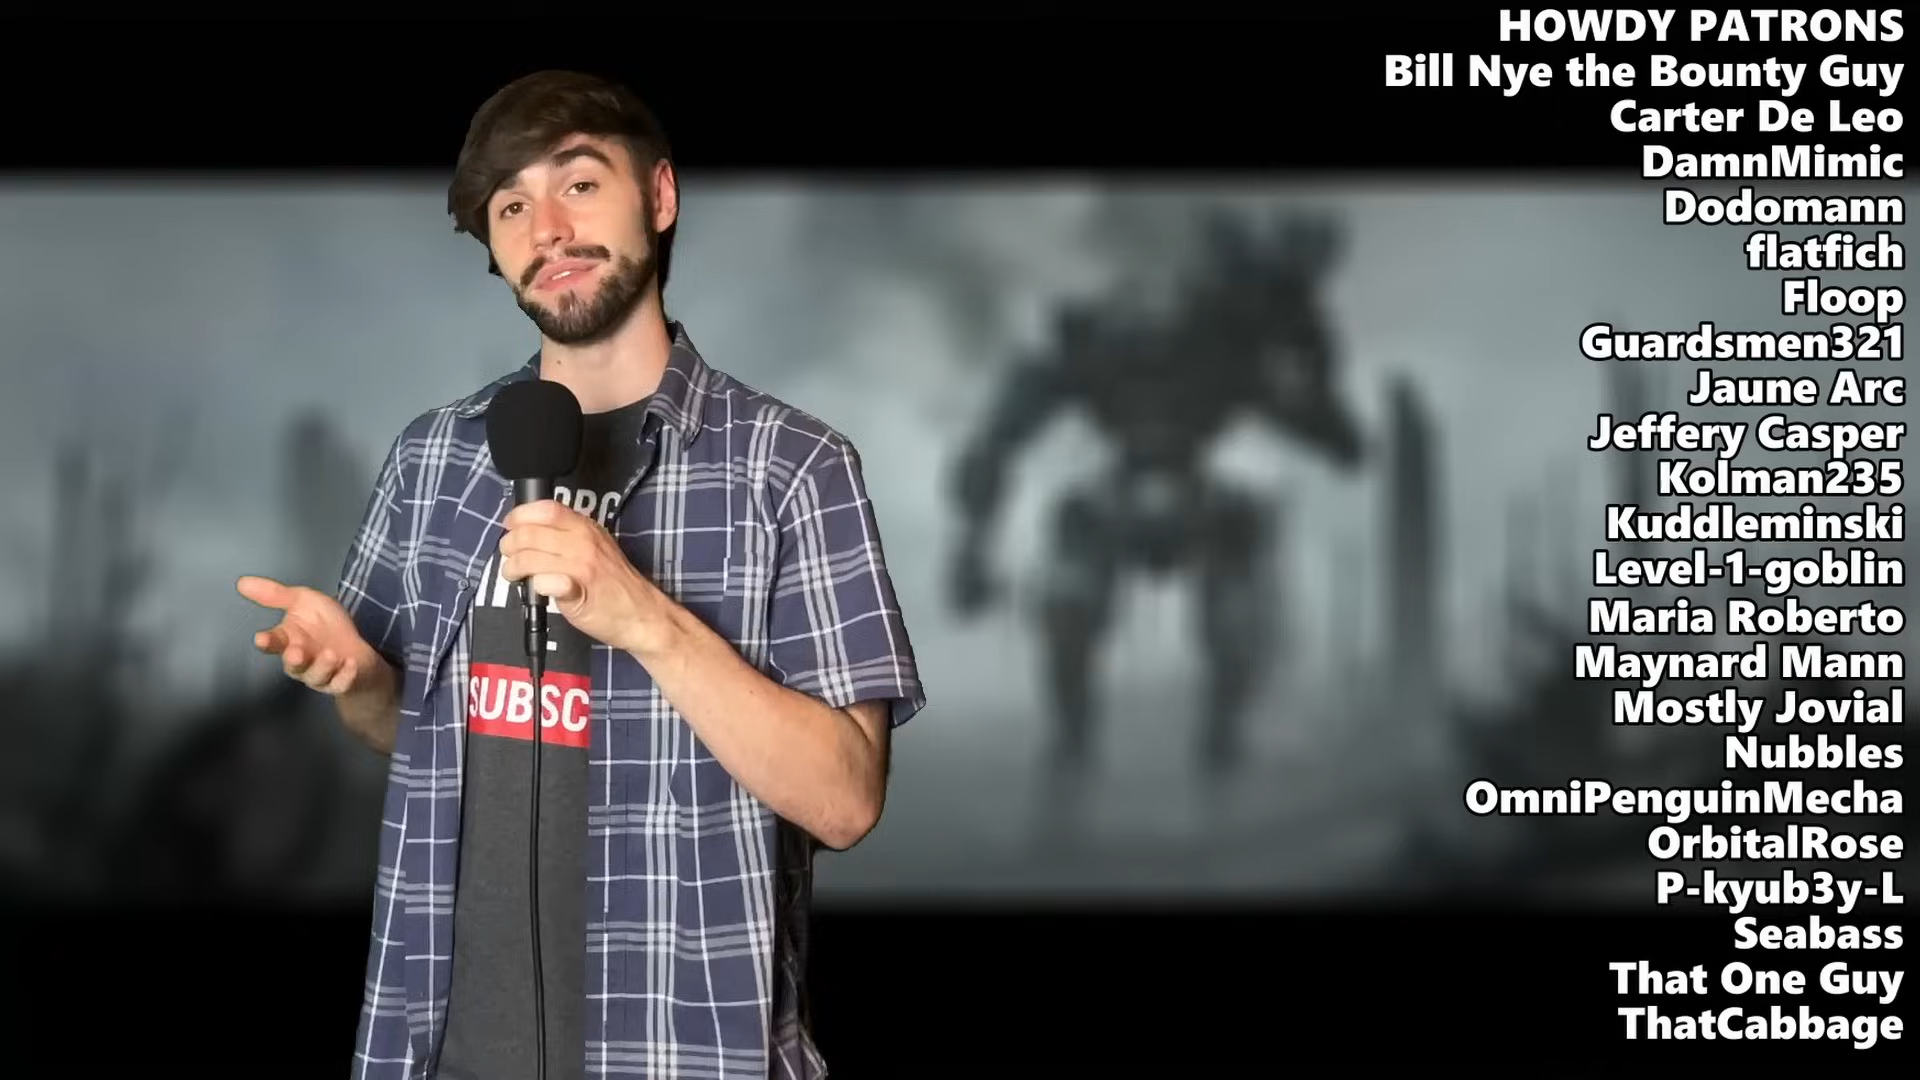 HOWDY PATRONS
Bill Nye the Bounty Guy
Carter De Leo
DamnMimic
Dodomann
flatfich
Floop
Guardsmen321
Jaune Arc
Jeffery Casper
Kolman235
Kuddleminski
Level-1-goblin
Maria Roberto
Maynard Mann
Mostly Jovial
Nubbles
OmniPenguinMecha
OrbitalRose
P-kyub3y-L
Seabass
That One Guy
ThatCabbage
SUBSC